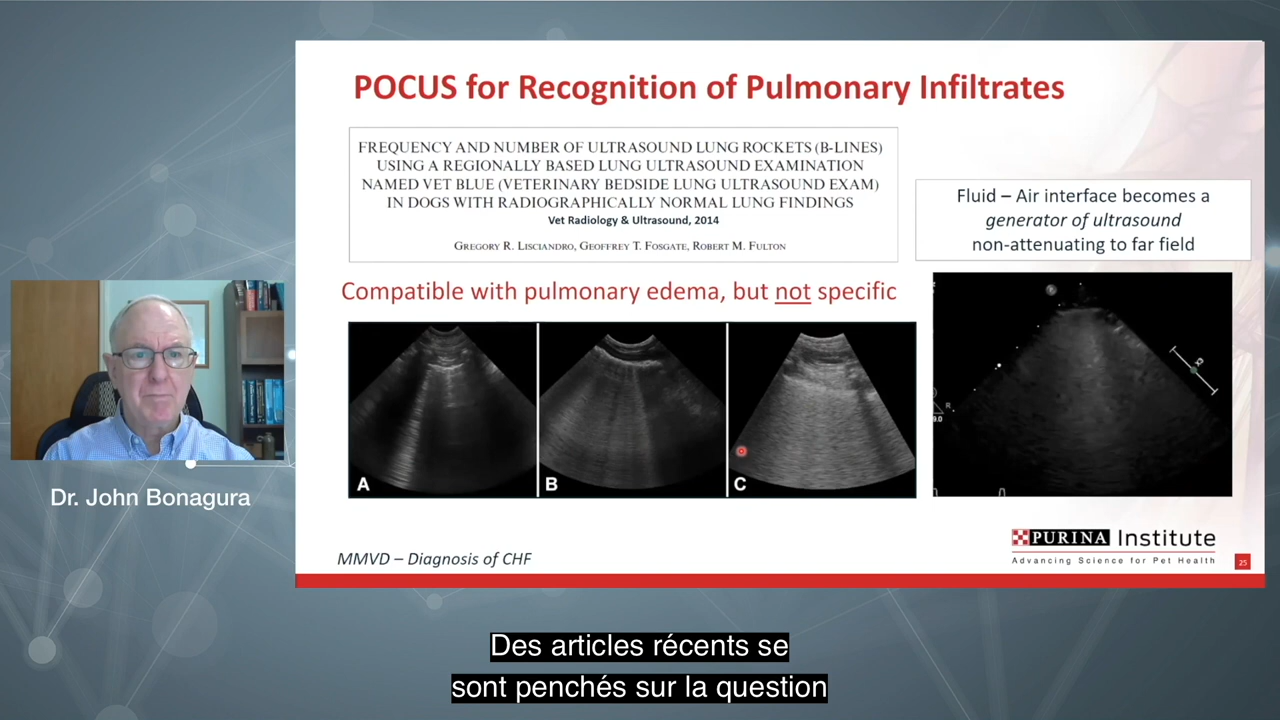 POCUS for Recognition of Pulmonary Infiltrates
FREQUENCY AND NUMBER OF ULTRASOUND LUNG ROCKETS (B-LINES)
USING A REGIONALLY BASED LUNG ULTRASOUND EXAMINATION
NAMED VET BLUE (VETERINARY BEDSIDE LUNG ULTRASOUND EXAM)
IN DOGS WITH RADIOGRAPHICALLY NORMAL LUNG FINDINGS
Vet Radiology & Ultrasound, 2014
GREGORY R. LISCIANDRO, GEOFFREY T. FOSGATE, ROBERT M. FULTON
Fluid – Air interface becomes a
generator of ultrasound
non-attenuating to far field
Compatible with pulmonary edema, but not specific
A
B
C
R
9.0
Dr. John Bonagura
MMVD – Diagnosis of CHF
PURINA Institute
Advancing Science for Pet Health
25
Des articles récents se
sont penchés sur la question